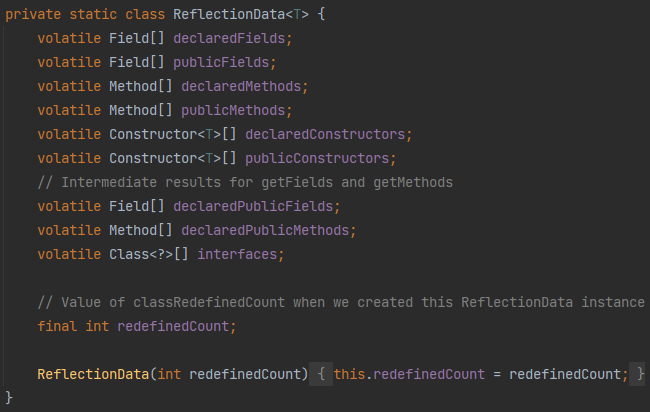 private static class ReflectionData<T> {
    volatile Field[] declaredFields;
    volatile Field[] publicFields;
    volatile Method[] declaredMethods;
    volatile Method[] publicMethods;
    volatile Constructor<T>[] declaredConstructors;
    volatile Constructor<T>[] publicConstructors;
    // Intermediate results for getFields and getMethods
    volatile Field[] declaredPublicFields;
    volatile Method[] declaredPublicMethods;
    volatile Class<?>[] interfaces;
    // Value of classRedefinedCount when we created this ReflectionData instance
    final int redefinedCount;
    ReflectionData(int redefinedCount) { this.redefinedCount = redefinedCount; }
}